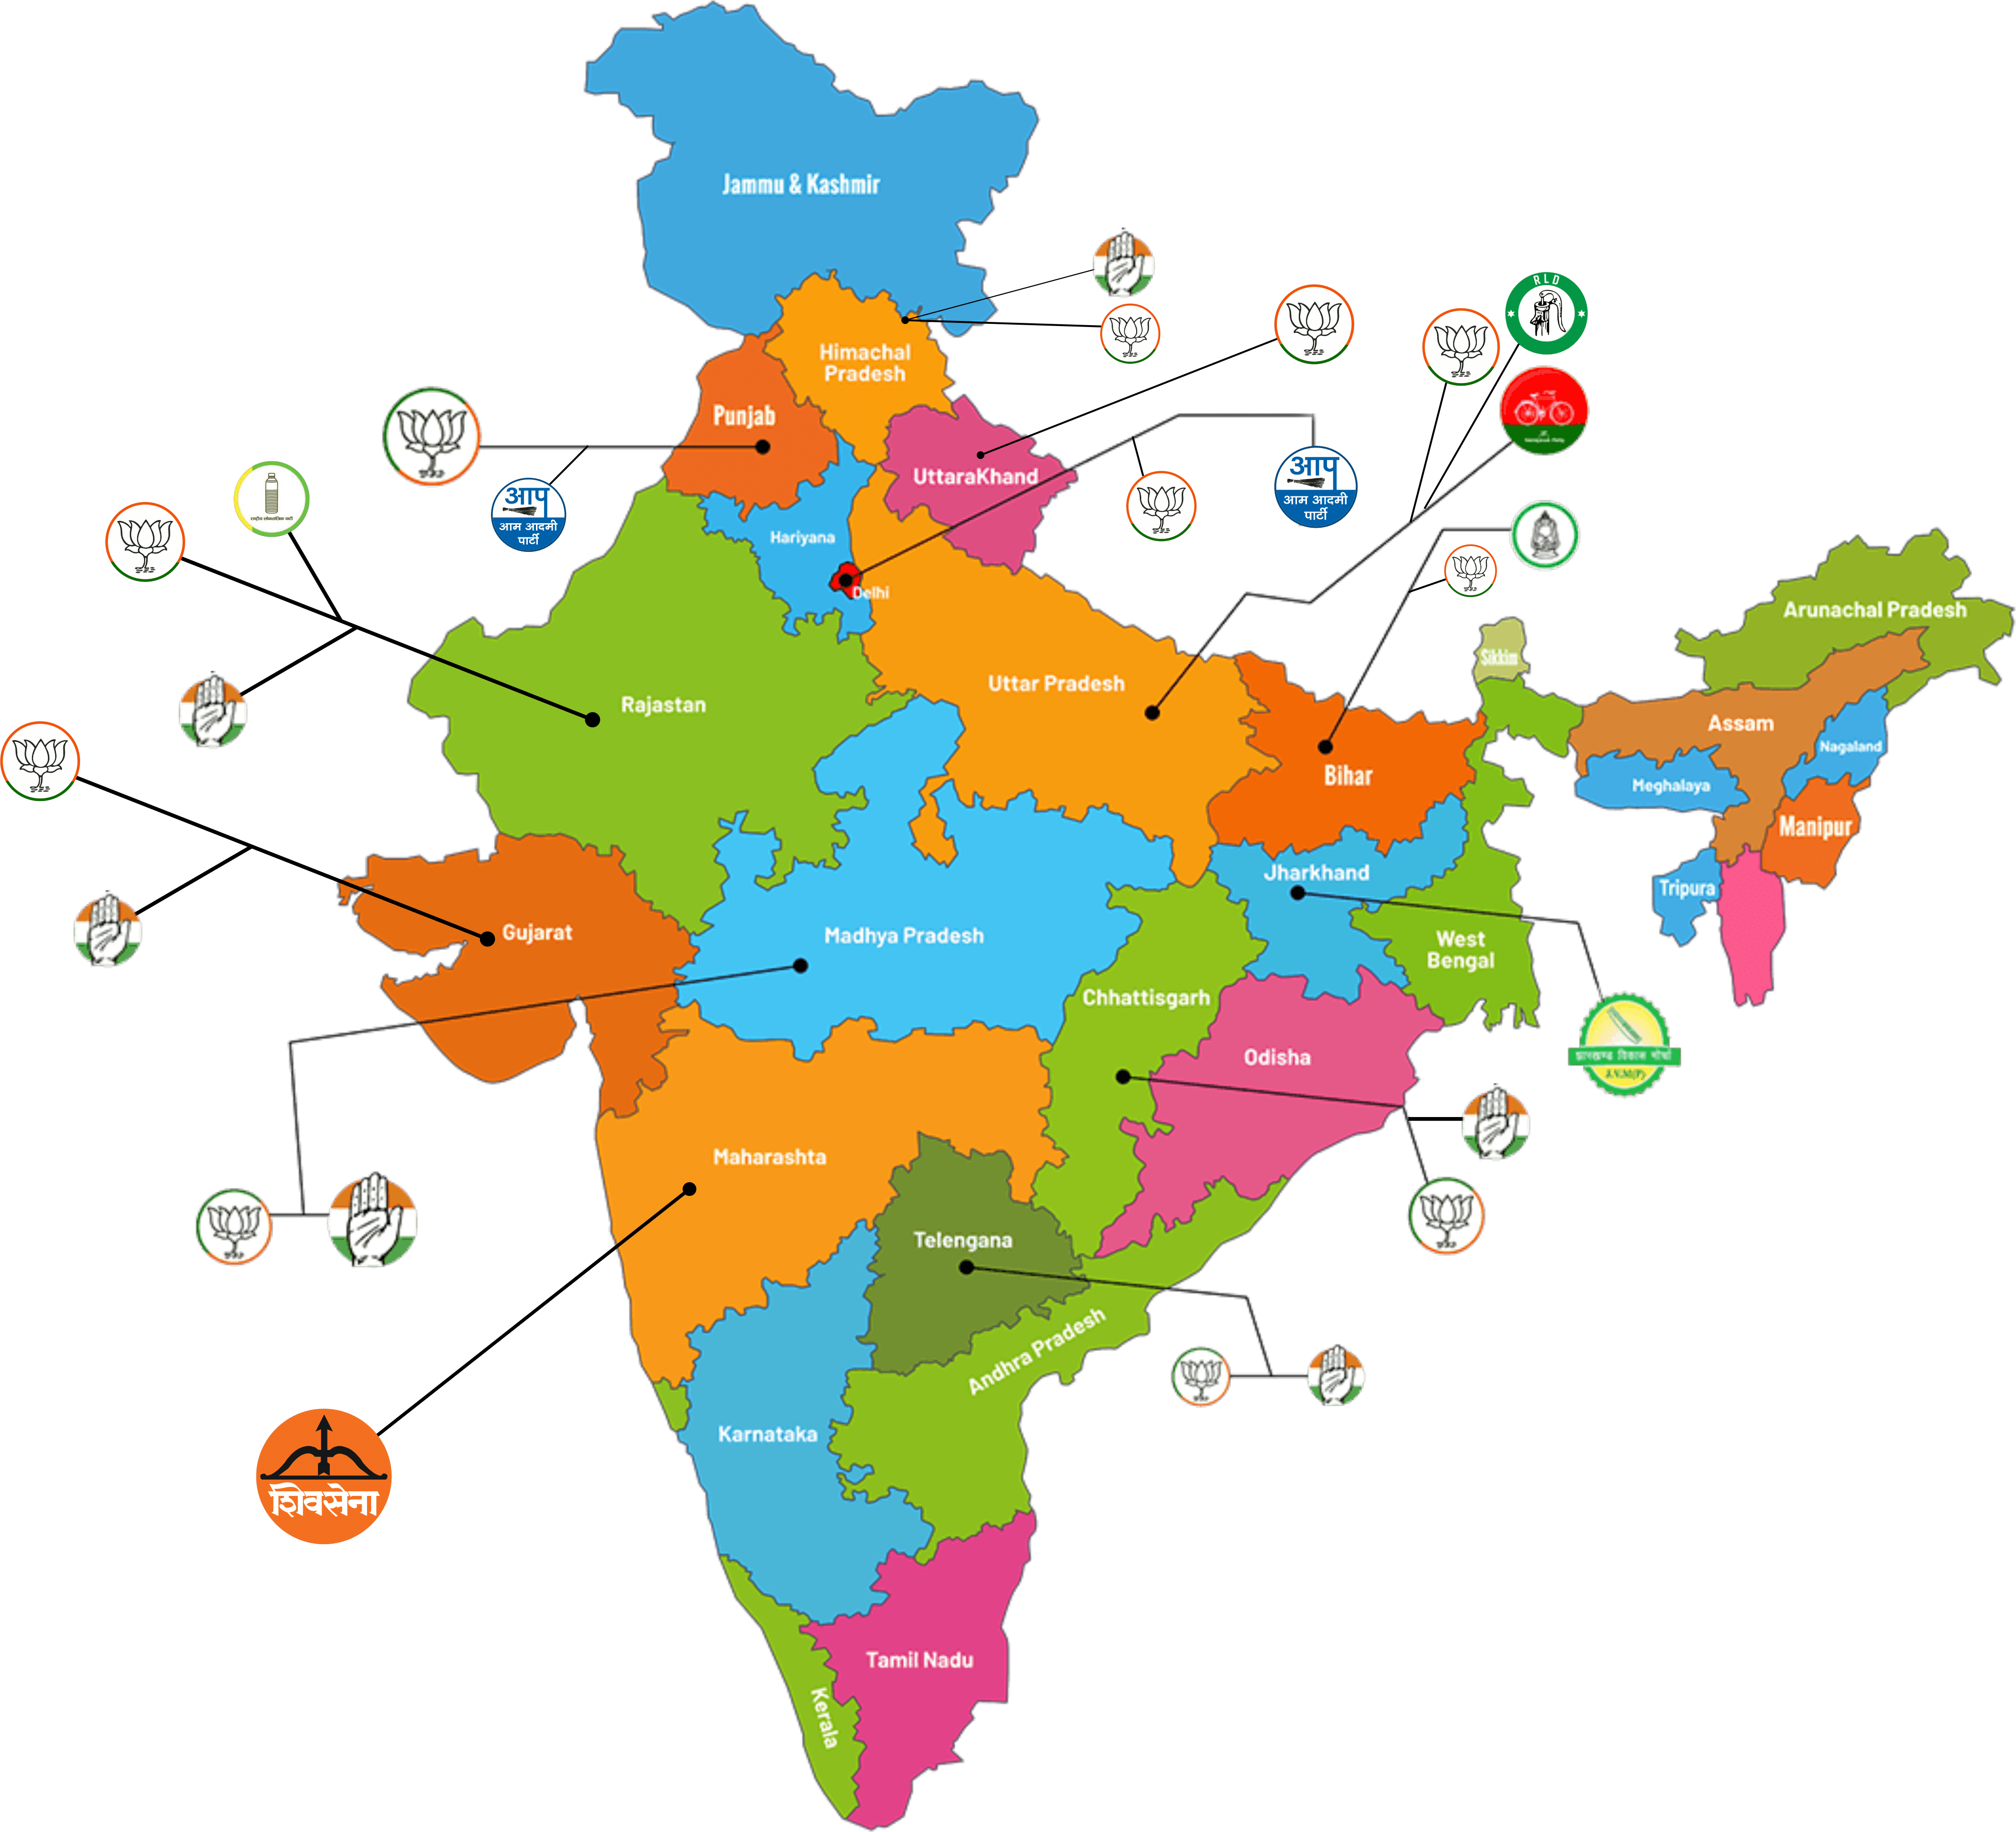 Jammu & Kashmir
Himachal
Pradesh
RLD
Punjab
UttaraKhand
आप
आम आदमी
पार्टी
आप
आम आदमी
पार्टी
Hariyana
Delhi
Arunachal Pradesh
Sikkim
Uttar Pradesh
Rajastan
Assam
Nagaland
Bihar
Meghalaya
Manipur
Jharkhand
Tripura
Gujarat
Madhya Pradesh
West
Bengal
Chhattisgarh
Odisha
झारखण्ड विकास मोर्चा
J.V.M(P)
Maharashta
Telengana
Andhra Pradesh
Karnataka
शिवसेना
Tamil Nadu
Kerala